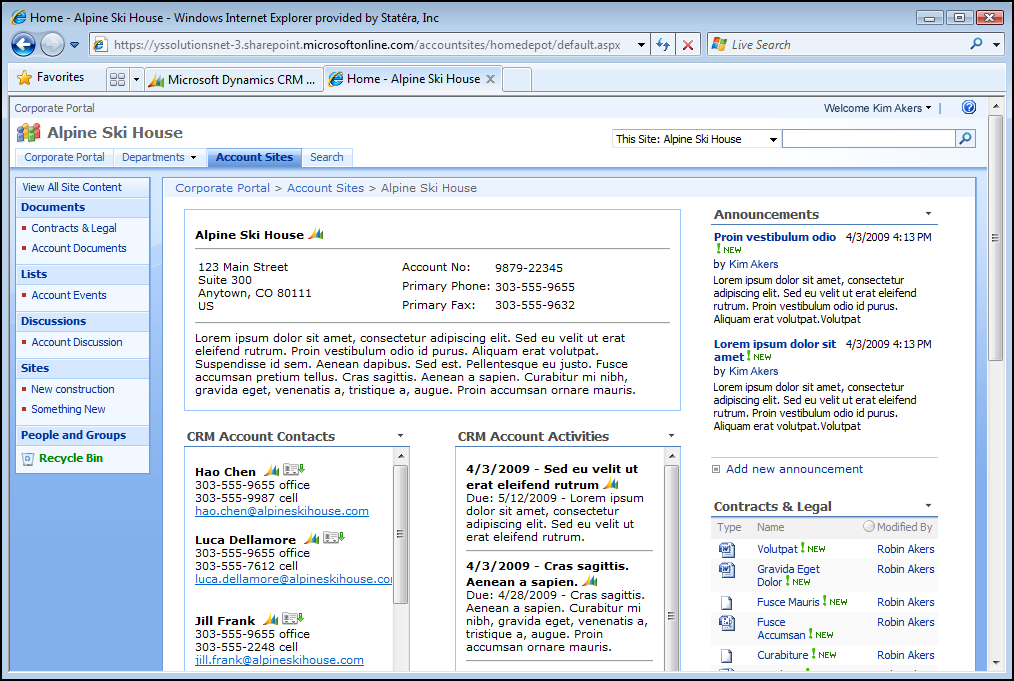 Home - Alpine Ski House - Windows Internet Explorer provided by Statêra, Inc
https://yssolutionsnet-3.sharepoint.microsoftonline.com/accountsites/homedepot/default.aspx
Live Search
Favorites
Microsoft Dynamics CRM ...
Home - Alpine Ski House
Corporate Portal
Welcome Kim Akers
Alpine Ski House
This Site: Alpine Ski House
Corporate Portal
Departments
Account Sites
Search
View All Site Content
Documents
Contracts & Legal
Account Documents
Lists
Account Events
Discussions
Account Discussion
Sites
New construction
Something New
People and Groups
Recycle Bin
Corporate Portal > Account Sites > Alpine Ski House
Alpine Ski House
123 Main Street
Suite 300
Anytown, CO 80111
US
Account No: 9879-22345
Primary Phone: 303-555-9655
Primary Fax: 303-555-9632
Lorem ipsum dolor sit amet, consectetur adipiscing elit. Sed eu velit ut erat
eleifend rutrum. Proin vestibulum odio id purus. Aliquam erat volutpat.
Suspendisse id sem. Aenean dapibus. Sed est. Pellentesque eu justo. Fusce
accumsan pretium tellus. Cras sagittis. Aenean a sapien. Curabitur mi nibh,
gravida eget, venenatis a, tristique a, augue. Proin accumsan ornare mauris.
CRM Account Contacts
Hao Chen
303-555-9655 office
303-555-9987 cell
hao.chen@alpineskihouse.com
Luca Dellamore
303-555-9655 office
303-555-7612 cell
luca.dellamore@alpineskihouse.co
Jill Frank
303-555-9655 office
303-555-2248 cell
jill.frank@alpineskihouse.com
CRM Account Activities
4/3/2009 - Sed eu velit ut
erat eleifend rutrum
Due: 5/12/2009 - Lorem ipsum
dolor sit amet, consectetur
adipiscing elit. Sed eu velit ut
erat eleifend rutrum.
4/3/2009 - Cras sagittis.
Aenean a sapien.
Due: 4/28/2009 - Cras sagittis.
Aenean a sapien. Curabitur mi
nibh, gravida eget, venenatis a,
tristique a, augue. Proin
accumsan ornare mauris.
Announcements
Proin vestibulum odio 4/3/2009 4:13 PM
! NEW
by Kim Akers
Lorem ipsum dolor sit amet, consectetur
adipiscing elit. Sed eu velit ut erat eleifend
rutrum. Proin vestibulum odio id purus.
Aliquam erat volutpat.Volutpat
Lorem ipsum dolor sit 4/3/2009 4:13 PM
amet ! NEW
by Kim Akers
Lorem ipsum dolor sit amet, consectetur
adipiscing elit. Sed eu velit ut erat eleifend
rutrum. Proin vestibulum odio id purus.
Aliquam erat volutpat.Volutpat
Add new announcement
Contracts & Legal
Type Name Modified By
Volutpat ! NEW Robin Akers
Gravida Eget Robin Akers
Dolor ! NEW
Fusce Mauris ! NEW Robin Akers
Fusce Robin Akers
Accumsan ! NEW
Curabiture ! NEW Robin Akers